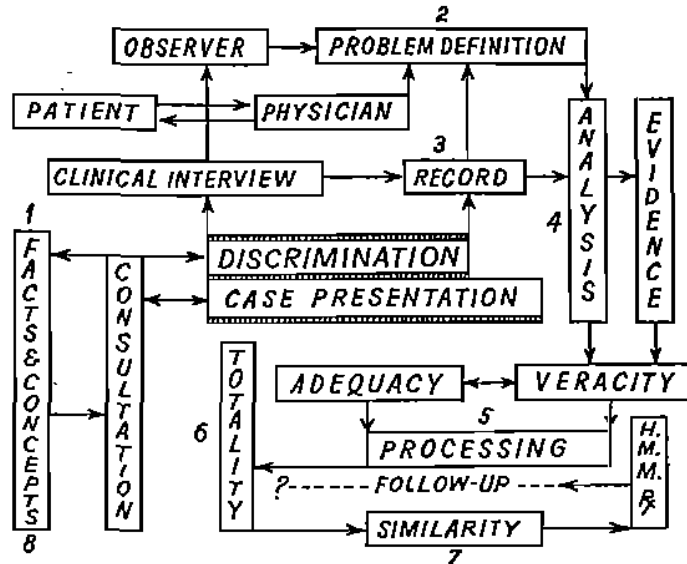 2
OBSERVER
PROBLEM DEFINITION
PATIENT
PHYSICIAN
ANALYSIS
EVIDENCE
3
CLINICAL INTERVIEW
RECORD
4
1
FACTS & CONCEPTS
CONSULTATION
DISCRIMINATION
CASE PRESENTATION
TOTALITY
ADEQUACY
VERACITY
6
5
PROCESSING
H.M.M.R℞
?
FOLLOW-UP
SIMILARITY
8
7